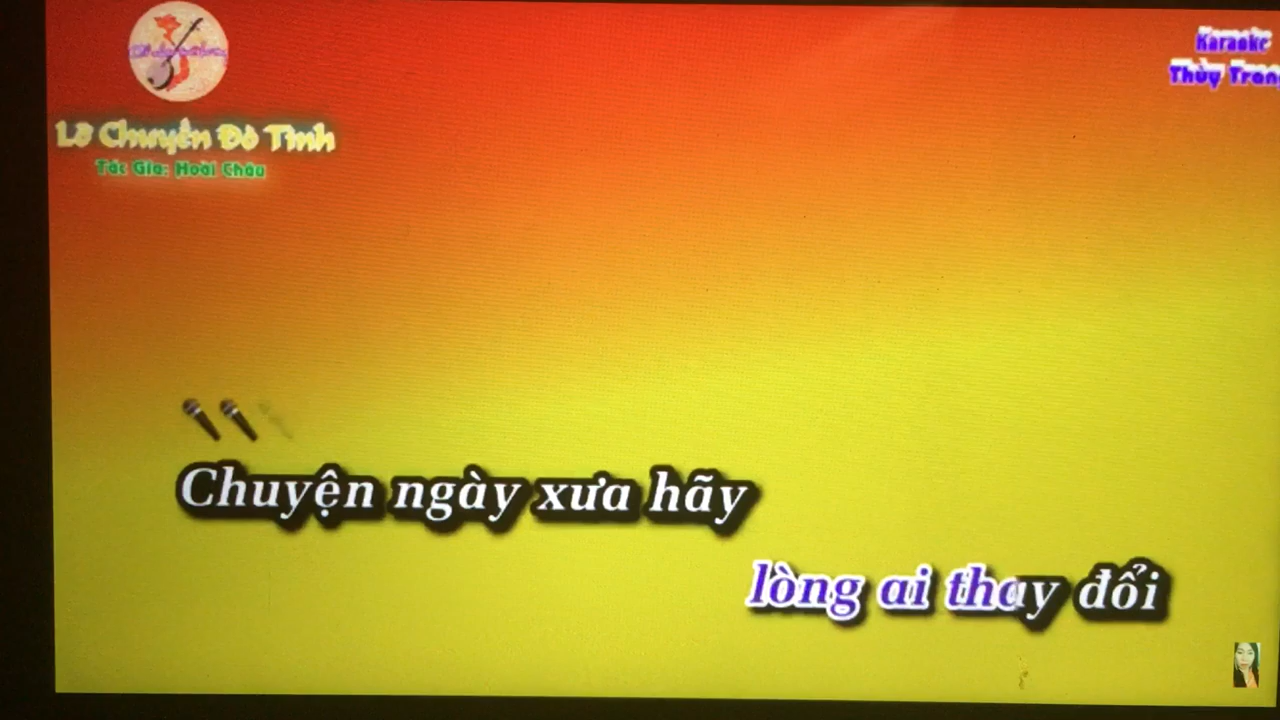 Karaoke
Thùy Trang
Lỡ Chuyến Đò Tình
Tác Giả: Hoài Châu
Chuyện ngày xưa hãy
lòng ai thay đổi